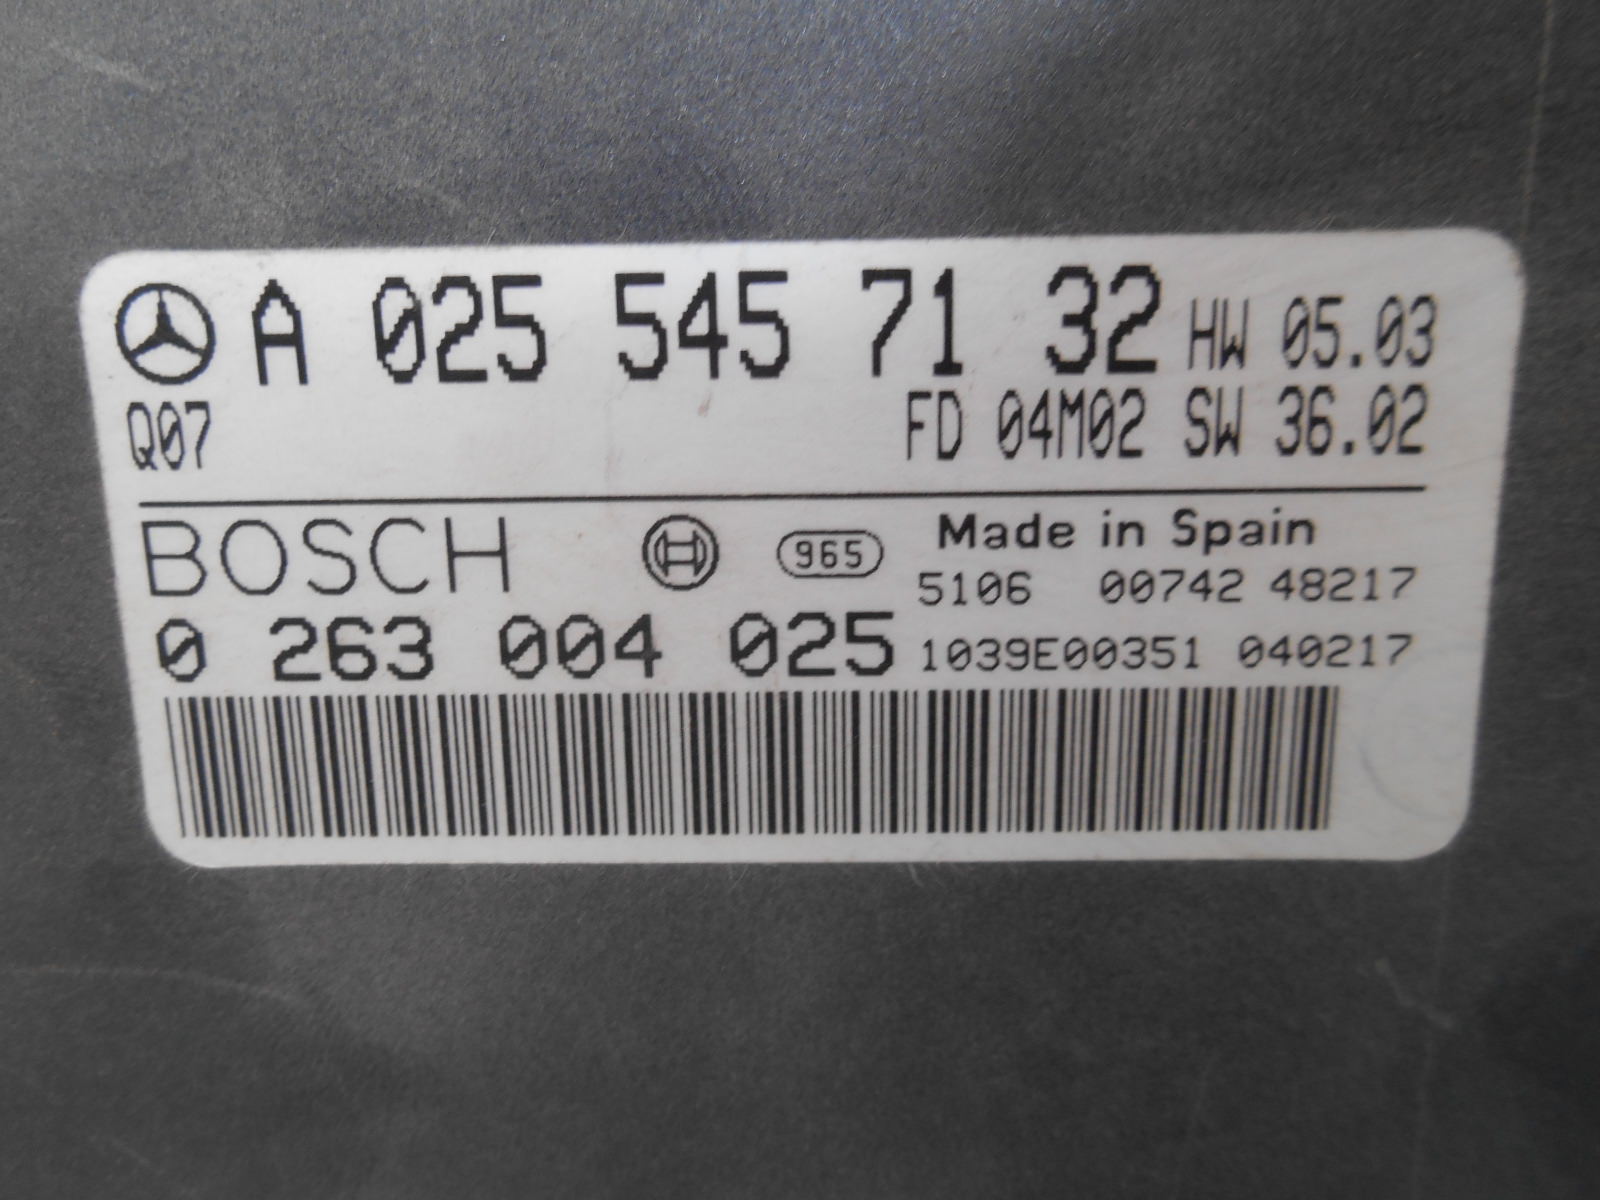 A 025 545 71 32 HW 05.03
Q07 FD 04M02 SW 36.02
BOSCH 965 Made in Spain
5106 00742 48217
0 263 004 025 1039E00351 040217